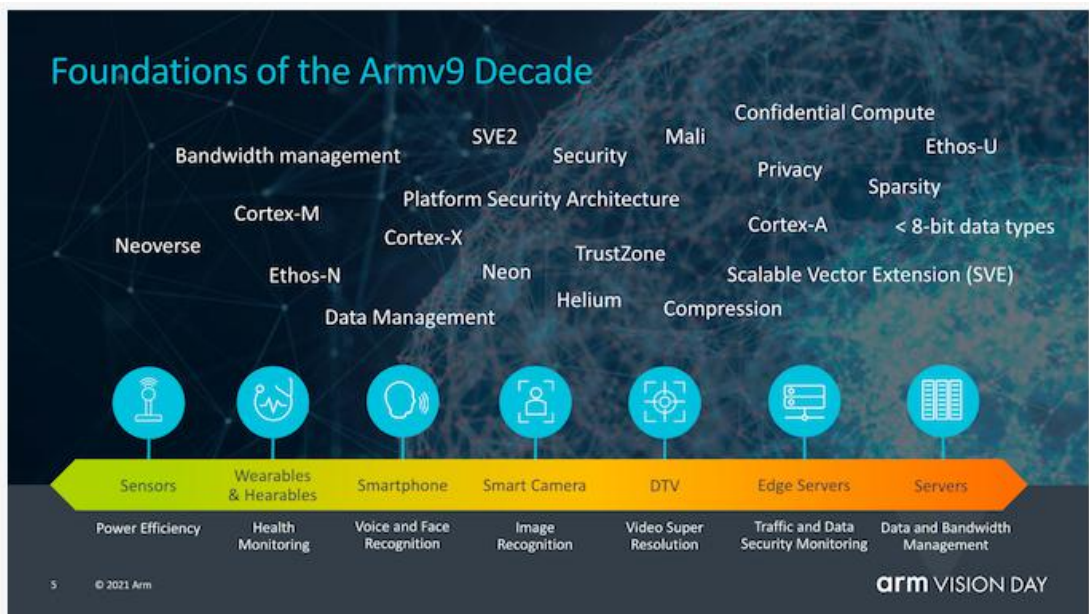 Foundations of the Armv9 Decade
Confidential Compute
SVE2
Mali
Ethos-U
Bandwidth management
Security
Privacy
Sparsity
Platform Security Architecture
Cortex-M
Cortex-A
< 8-bit data types
Neoverse
Cortex-X
TrustZone
Ethos-N
Neon
Scalable Vector Extension (SVE)
Helium
Compression
Data Management
Sensors
Wearables
& Hearables
Smartphone
Smart Camera
DTV
Edge Servers
Servers
Power Efficiency
Health
Monitoring
Voice and Face
Recognition
Image
Recognition
Video Super
Resolution
Traffic and Data
Security Monitoring
Data and Bandwidth
Management
5 © 2021 Arm
arm VISION DAY